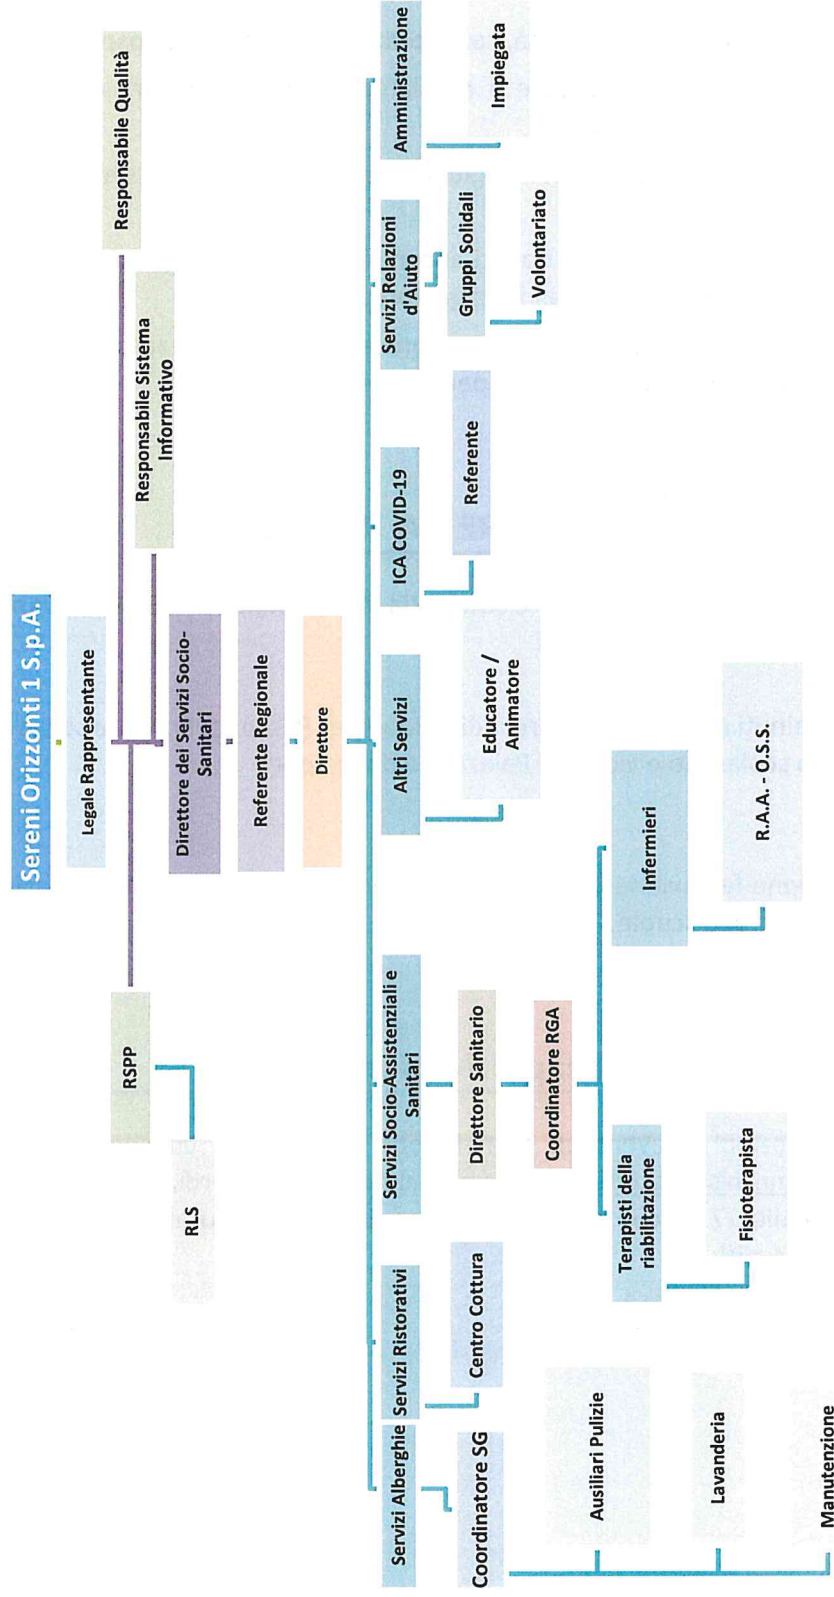 Sereni Orizzonti 1 S.p.A.
Legale Rappresentante
Responsabile Qualità
RSPP
Responsabile Sistema
Informativo
RLS
Direttore dei Servizi Socio-
Sanitari
Referente Regionale
Direttore
Servizi Alberghie
Servizi Ristorativi
Servizi Socio-Assistenziali e
Sanitari
Altri Servizi
ICA COVID-19
Servizi Relazioni
d'Aiuto
Amministrazione
Coordinatore SG
Centro Cottura
Direttore Sanitario
Educatore /
Animatore
Referente
Gruppi Solidali
Impiegata
Volontariato
Coordinatore RGA
Ausiliari Pulizie
Terapisti della
riabilitazione
Infermieri
Lavanderia
Fisioterapista
R.A.A. - O.S.S.
Manutenzione